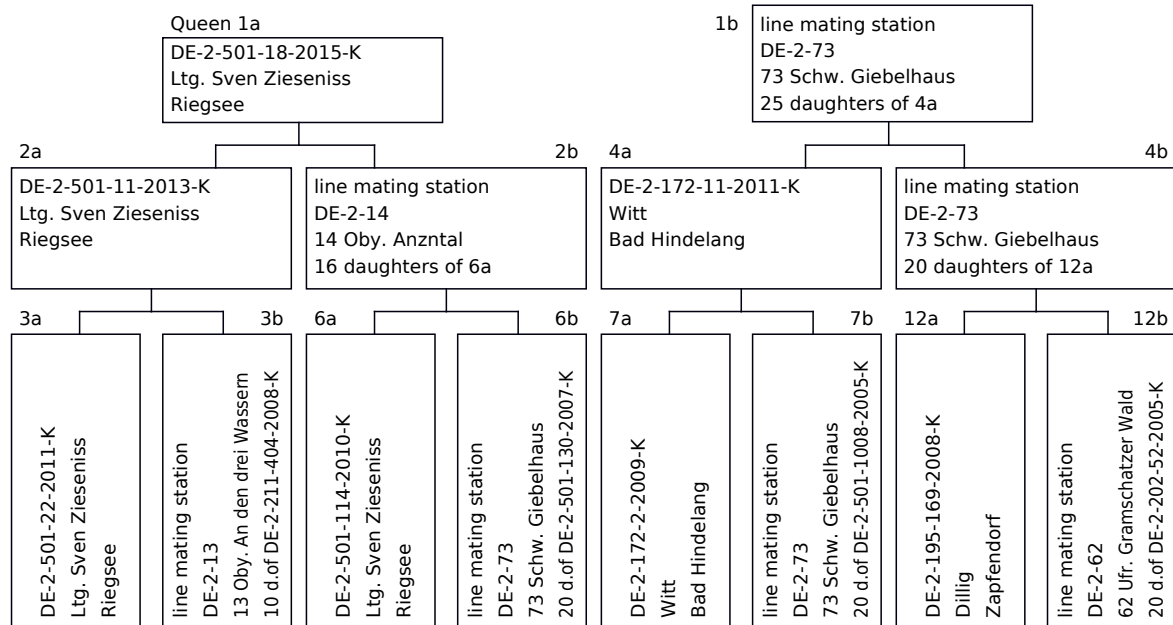 Queen 1a
DE-2-501-18-2015-K
Ltg. Sven Zieseniss
Riegsee
1b
line mating station
DE-2-73
73 Schw. Giebelhaus
25 daughters of 4a
2a
DE-2-501-11-2013-K
Ltg. Sven Zieseniss
Riegsee
2b
line mating station
DE-2-14
14 Oby. Anzntal
16 daughters of 6a
4a
DE-2-172-11-2011-K
Witt
Bad Hindelang
4b
line mating station
DE-2-73
73 Schw. Giebelhaus
20 daughters of 12a
3a
DE-2-501-22-2011-K
Ltg. Sven Zieseniss
Riegsee
3b
line mating station
DE-2-13
13 Oby. An den drei Wassern
10 d.of DE-2-211-404-2008-K
6a
DE-2-501-114-2010-K
Ltg. Sven Zieseniss
Riegsee
6b
line mating station
DE-2-73
73 Schw. Giebelhaus
20 d.of DE-2-501-130-2007-K
7a
DE-2-172-2-2009-K
Witt
Bad Hindelang
7b
line mating station
DE-2-73
73 Schw. Giebelhaus
20 d.of DE-2-501-1008-2005-K
12a
DE-2-195-169-2008-K
Dillig
Zapfendorf
12b
line mating station
DE-2-62
62 Ufr. Gramschatzer Wald
20 d.of DE-2-202-52-2005-K